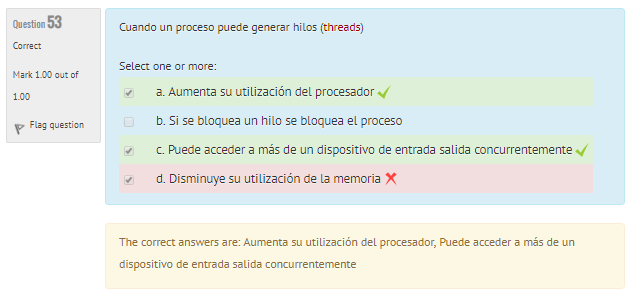 Question 53
Correct
Mark 1.00 out of
1.00
Flag question
Cuando un proceso puede generar hilos (threads)
Select one or more:
a. Aumenta su utilización del procesador
b. Si se bloquea un hilo se bloquea el proceso
c. Puede acceder a más de un dispositivo de entrada salida concurrentemente
d. Disminuye su utilización de la memoria
The correct answers are: Aumenta su utilización del procesador, Puede acceder a más de un
dispositivo de entrada salida concurrentemente